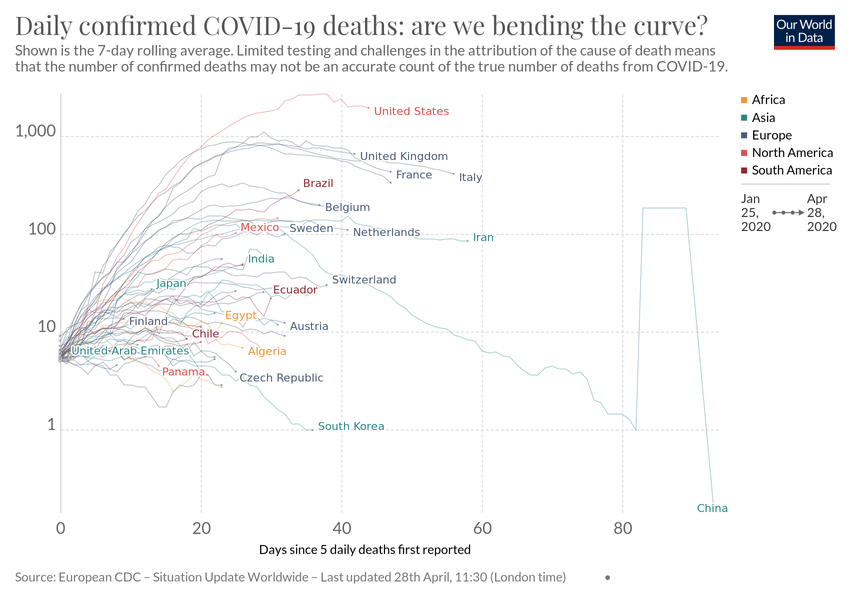 Daily confirmed COVID-19 deaths: are we bending the curve?
Shown is the 7-day rolling average. Limited testing and challenges in the attribution of the cause of death means
that the number of confirmed deaths may not be an accurate count of the true number of deaths from COVID-19.
Our World
in Data
Africa
Asia
Europe
North America
South America
Jan
25,
2020
Apr
28,
2020
1,000
100
10
1
United States
United Kingdom
France
Italy
Brazil
Belgium
Mexico
Sweden
Netherlands
Iran
India
Switzerland
Japan
Ecuador
Egypt
Finland
Austria
Chile
United Arab Emirates
Algeria
Panama
Czech Republic
South Korea
China
0
20
40
60
80
Days since 5 daily deaths first reported
Source: European CDC – Situation Update Worldwide – Last updated 28th April, 11:30 (London time)